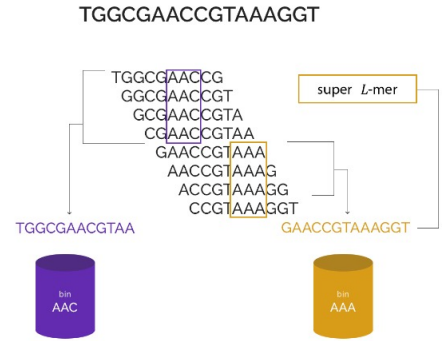 TGGCGAACCGTAAAGGT
super L-mer
TGGCGAACCG
GGCGAACCGT
GCGAACCGTA
CGAACCGTAA
GAACCGTAAA
AACCGTAAAG
ACCGTAAAGG
CCGTAAAGGT
TGGCGAACGTAA
GAACCGTAAAGGT
bin
AAC
bin
AAA